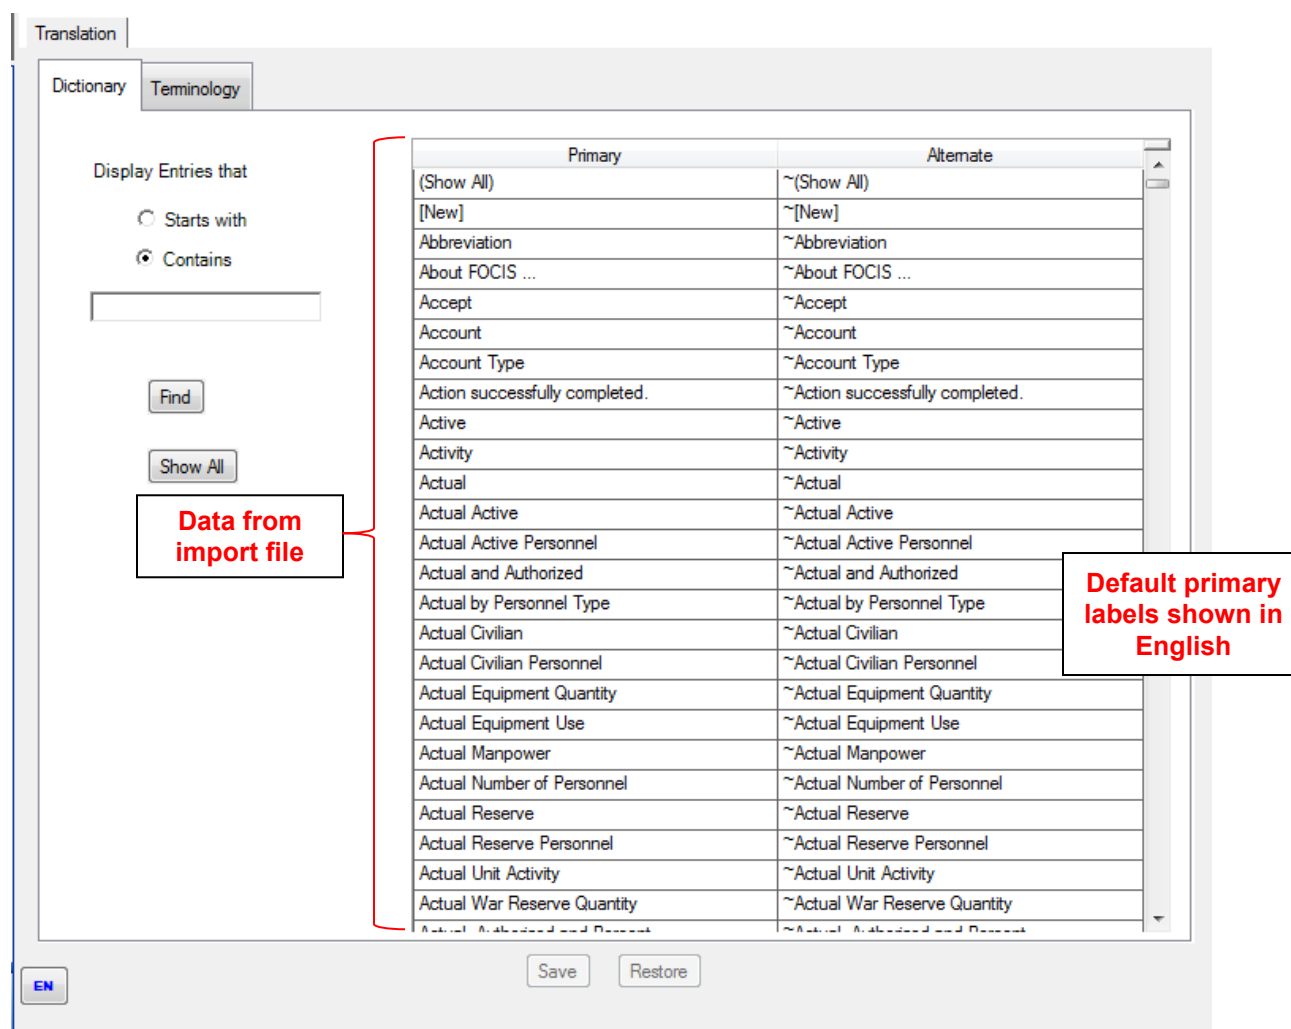 Translation
Dictionary Terminology
Display Entries that
Starts with
Contains
Find
Show All
Data from
import file
Primary Alternate
(Show All) ~(Show All)
[New] ~[New]
Abbreviation ~Abbreviation
About FOCIS ... ~About FOCIS ...
Accept ~Accept
Account ~Account
Account Type ~Account Type
Action successfully completed. ~Action successfully completed.
Active ~Active
Activity ~Activity
Actual ~Actual
Actual Active ~Actual Active
Actual Active Personnel ~Actual Active Personnel
Actual and Authorized ~Actual and Authorized
Actual by Personnel Type ~Actual by Personnel Type
Actual Civilian ~Actual Civilian
Actual Civilian Personnel ~Actual Civilian Personnel
Actual Equipment Quantity ~Actual Equipment Quantity
Actual Equipment Use ~Actual Equipment Use
Actual Manpower ~Actual Manpower
Actual Number of Personnel ~Actual Number of Personnel
Actual Reserve ~Actual Reserve
Actual Reserve Personnel ~Actual Reserve Personnel
Actual Unit Activity ~Actual Unit Activity
Actual War Reserve Quantity ~Actual War Reserve Quantity
Default primary
labels shown in
English
Save Restore
EN